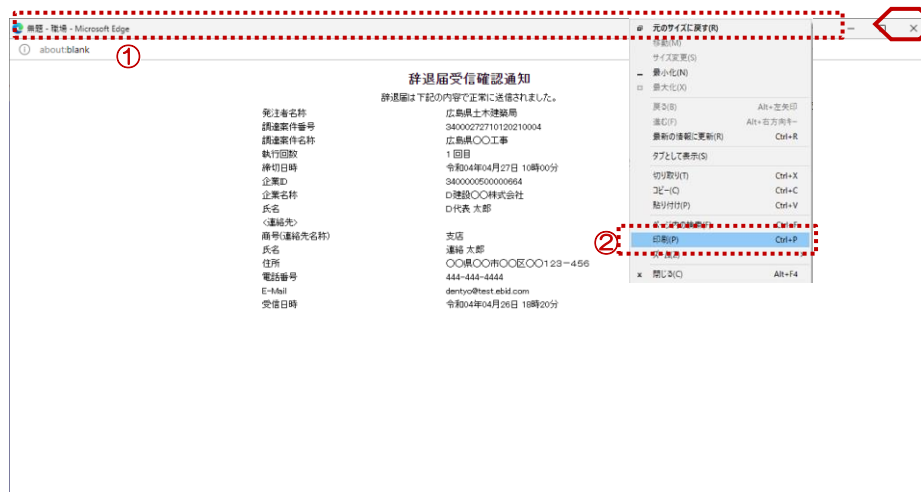 無題 - 職場 - Microsoft Edge
about:blank
①
辞退届受信確認通知
辞退届は下記の内容で正常に送信されました。
発注者名称 広島県土木建築局
調達案件番号 34000272710120210004
調達案件名称 広島県〇〇工事
執行回数 1回目
締切日時 令和04年04月27日 10時00分
企業ID 3400000500000664
企業名称 D建設〇〇株式会社
氏名 D代表 太郎
<連絡先>
商号(連絡先名称) 支店
氏名 連絡 太郎
住所 〇〇県〇〇市〇〇区〇〇123-456
電話番号 444-444-4444
E-Mail dentyo@test.ebid.com
受信日時 令和04年04月26日 18時20分
元のサイズに戻す(R)
移動(M)
サイズ変更(S)
最小化(N)
最大化(X)
戻る(B) Alt+左矢印
進む(F) Alt+右方向キー
最新の情報に更新(R) Ctrl+R
タブとして表示(S)
切り取り(T) Ctrl+X
コピー(C) Ctrl+C
貼り付け(P) Ctrl+V
ページ内の検索(F) Ctrl+F
② 印刷(P) Ctrl+P
閉じる(C) Alt+F4